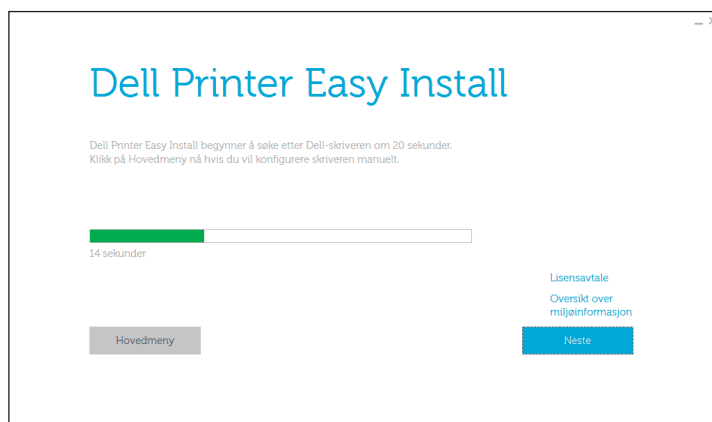 Dell Printer Easy Install
Dell Printer Easy Install begynner å søke etter Dell-skriveren om 20 sekunder.
Klikk på Hovedmeny nå hvis du vil konfigurere skriveren manuelt.
14 sekunder
Lisensavtale
Oversikt over
miljøinformasjon
Hovedmeny
Neste